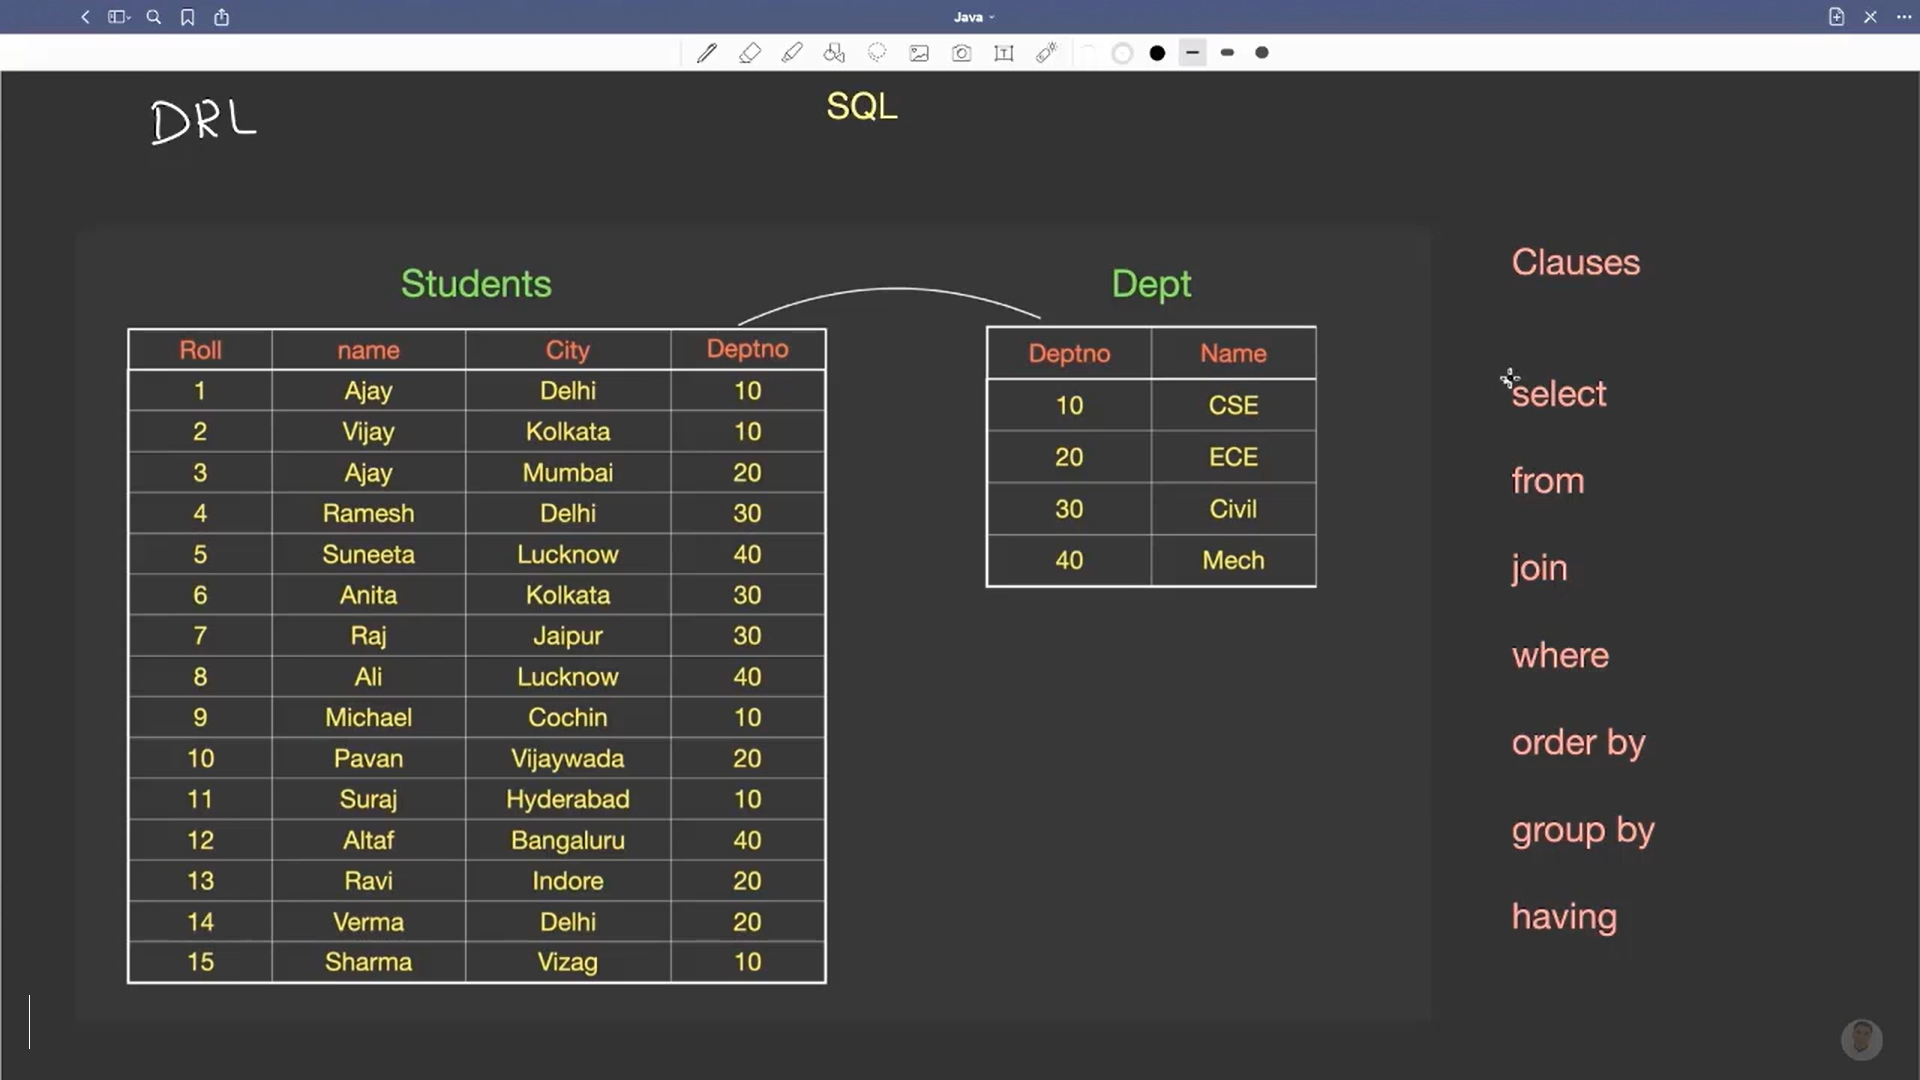 Java
DRL
SQL
Students
Roll name City Deptno
1 Ajay Delhi 10
2 Vijay Kolkata 10
3 Ajay Mumbai 20
4 Ramesh Delhi 30
5 Suneeta Lucknow 40
6 Anita Kolkata 30
7 Raj Jaipur 30
8 Ali Lucknow 40
9 Michael Cochin 10
10 Pavan Vijaywada 20
11 Suraj Hyderabad 10
12 Altaf Bangaluru 40
13 Ravi Indore 20
14 Verma Delhi 20
15 Sharma Vizag 10
Dept
Deptno Name
10 CSE
20 ECE
30 Civil
40 Mech
Clauses
select
from
join
where
order by
group by
having